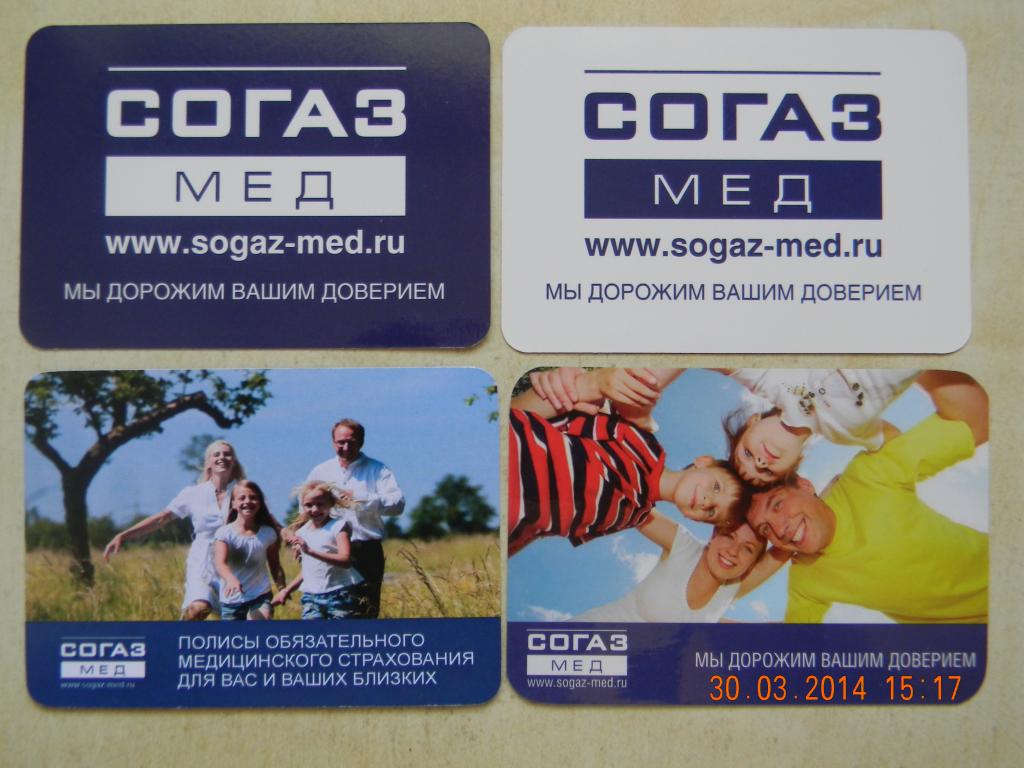 СОГАЗ
МЕД
www.sogaz-med.ru
МЫ ДОРОЖИМ ВАШИМ ДОВЕРИЕМ
СОГАЗ
МЕД
www.sogaz-med.ru
МЫ ДОРОЖИМ ВАШИМ ДОВЕРИЕМ
СОГАЗ
МЕД
www.sogaz-med.ru
ПОЛИСЫ ОБЯЗАТЕЛЬНОГО
МЕДИЦИНСКОГО СТРАХОВАНИЯ
ДЛЯ ВАС И ВАШИХ БЛИЗКИХ
СОГАЗ
МЕД
www.sogaz-med.ru
МЫ ДОРОЖИМ ВАШИМ ДОВЕРИЕМ
30.03.2014 15:17